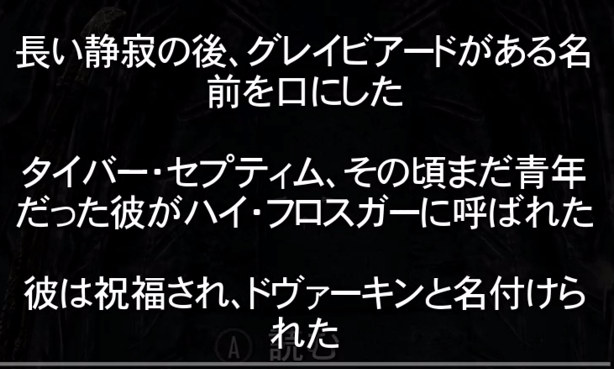 長い静寂の後、グレイビアードがある名
前を口にした
タイバー・セプティム、その頃まだ青年
だった彼がハイ・フロスガーに呼ばれた
彼は祝福され、ドヴァーキンと名付けら
れた
Ⓐ 読む